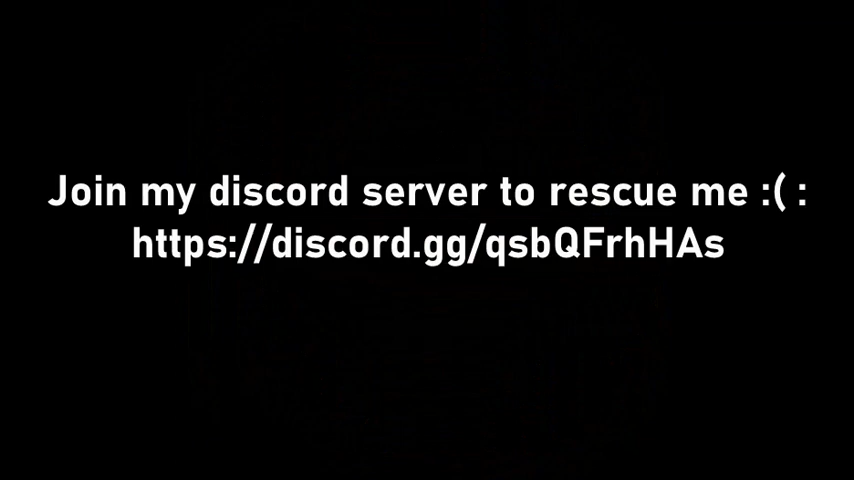 Join my discord server to rescue me :( :
https://discord.gg/qsbQFrhHAs